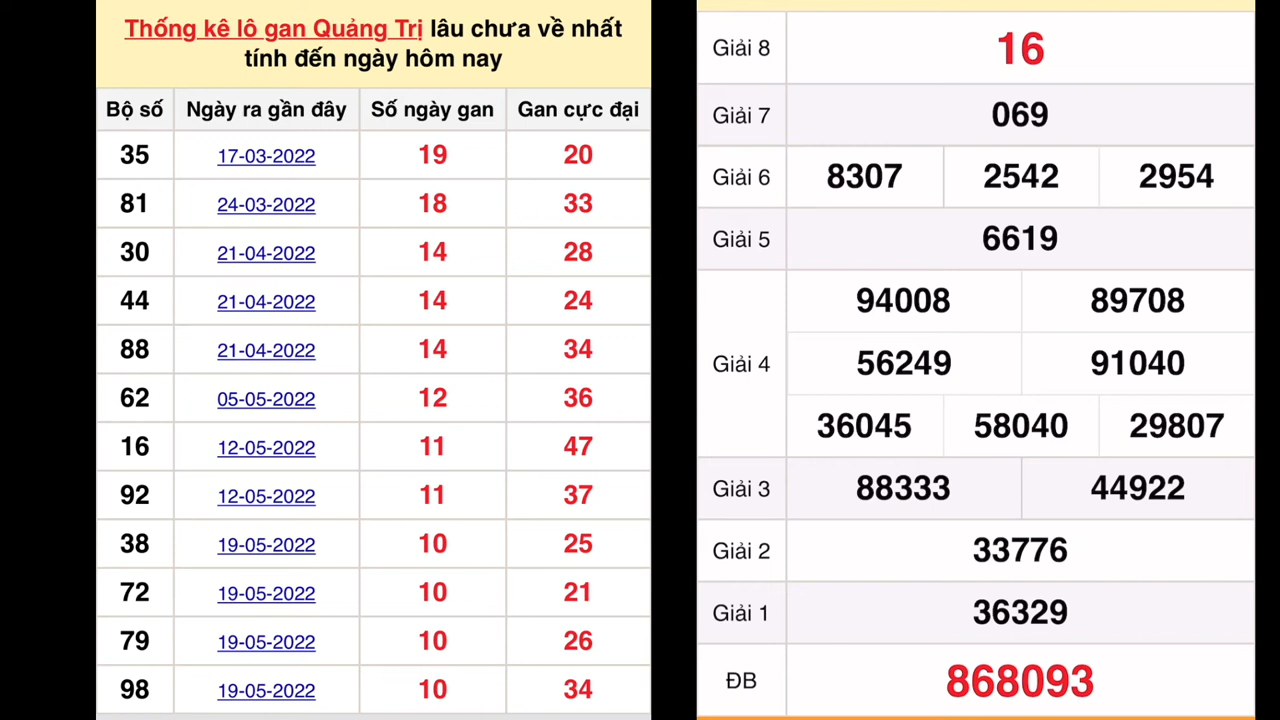 Thống kê lô gan Quảng Trị lâu chưa về nhất
tính đến ngày hôm nay
Bộ số Ngày ra gần đây Số ngày gan Gan cực đại
35 17-03-2022 19 20
81 24-03-2022 18 33
30 21-04-2022 14 28
44 21-04-2022 14 24
88 21-04-2022 14 34
62 05-05-2022 12 36
16 12-05-2022 11 47
92 12-05-2022 11 37
38 19-05-2022 10 25
72 19-05-2022 10 21
79 19-05-2022 10 26
98 19-05-2022 10 34
Giải 8 16
Giải 7 069
Giải 6 8307 2542 2954
Giải 5 6619
94008 89708
Giải 4 56249 91040
36045 58040 29807
Giải 3 88333 44922
Giải 2 33776
Giải 1 36329
ĐB 868093